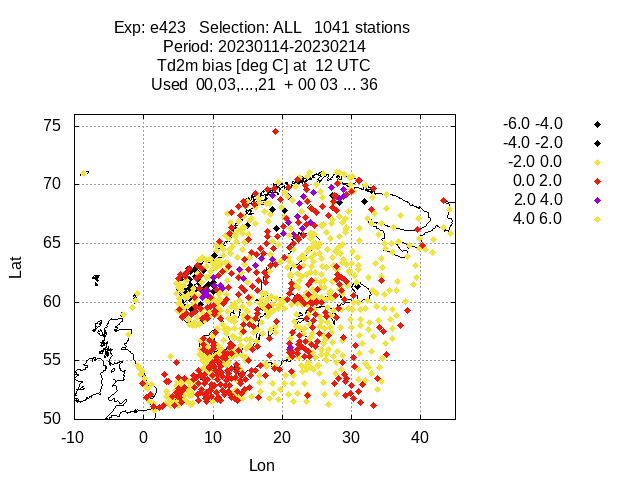 Exp: e423   Selection: ALL   1041 stations
Period: 20230114-20230214
Td2m bias [deg C] at  12 UTC
Used  00,03,...,21  + 00 03 ... 36
-6.0 -4.0
-4.0 -2.0
-2.0 0.0
0.0 2.0
2.0 4.0
4.0 6.0
75
70
65
60
55
50
Lat
-10 0 10 20 30 40
Lon